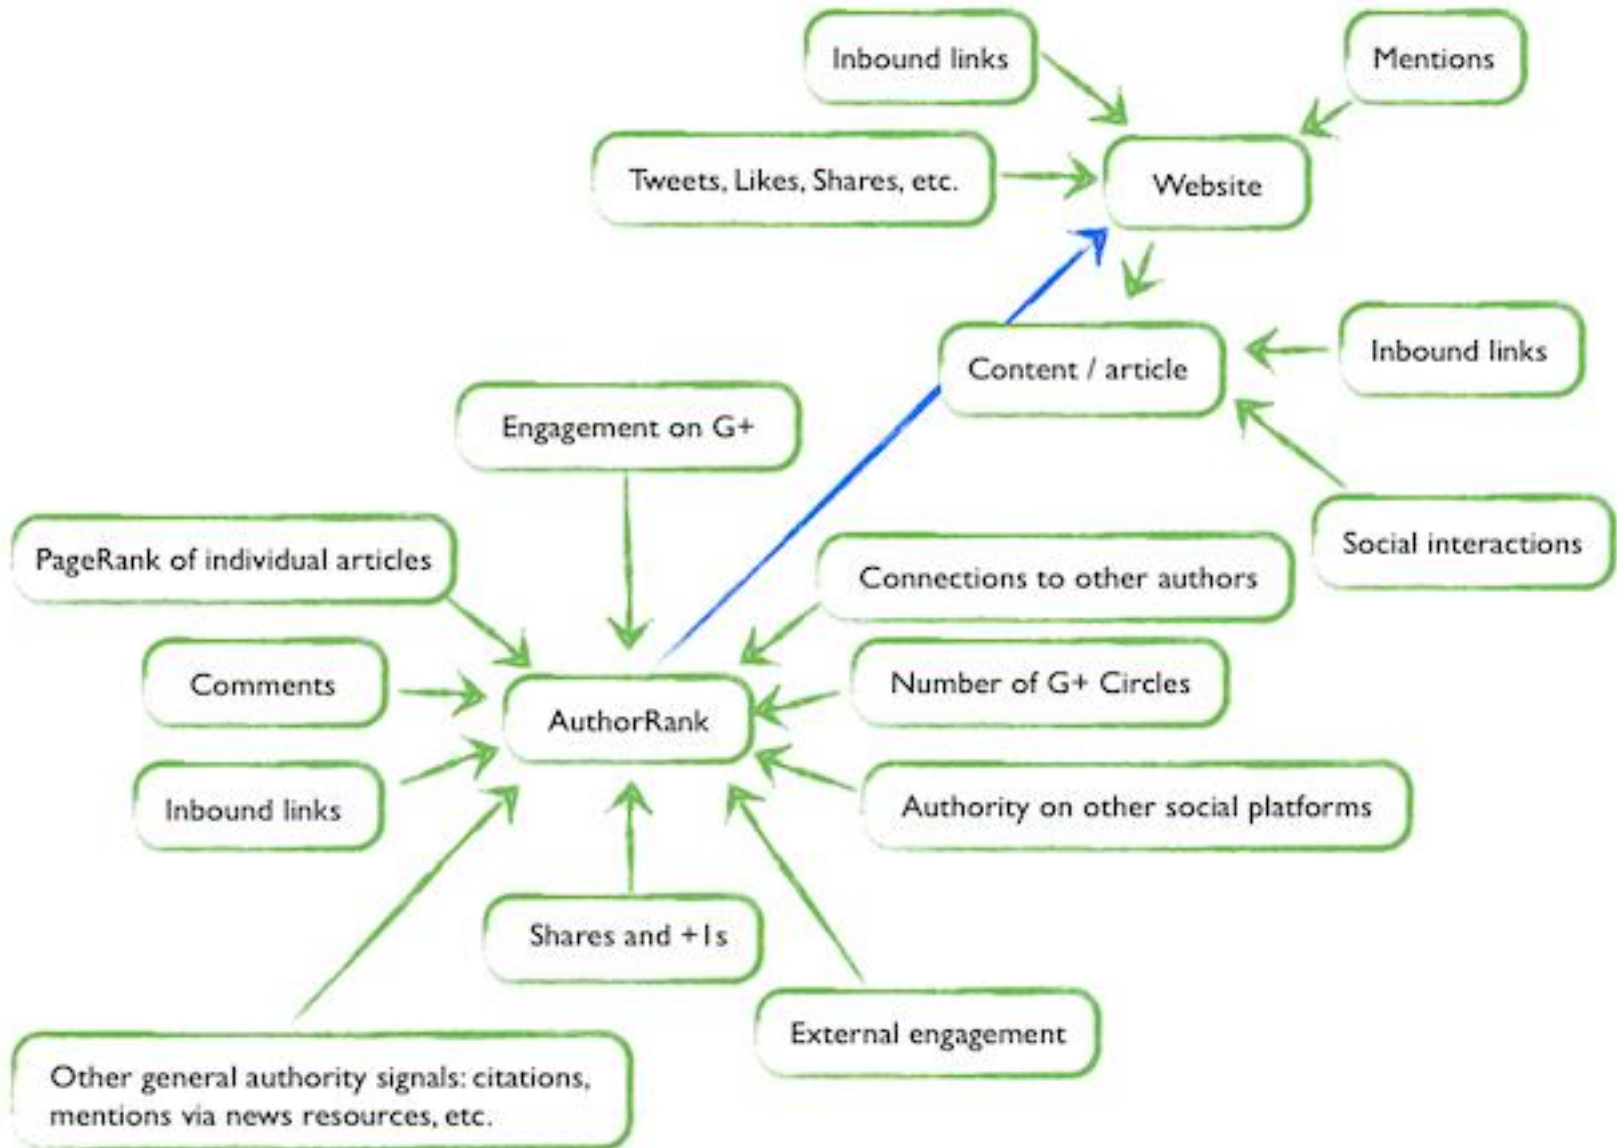 Inbound links
Mentions
Tweets, Likes, Shares, etc.
Website
Content / article
Inbound links
Engagement on G+
PageRank of individual articles
Connections to other authors
Social interactions
Comments
Number of G+ Circles
AuthorRank
Inbound links
Authority on other social platforms
Shares and +1s
External engagement
Other general authority signals: citations,
mentions via news resources, etc.